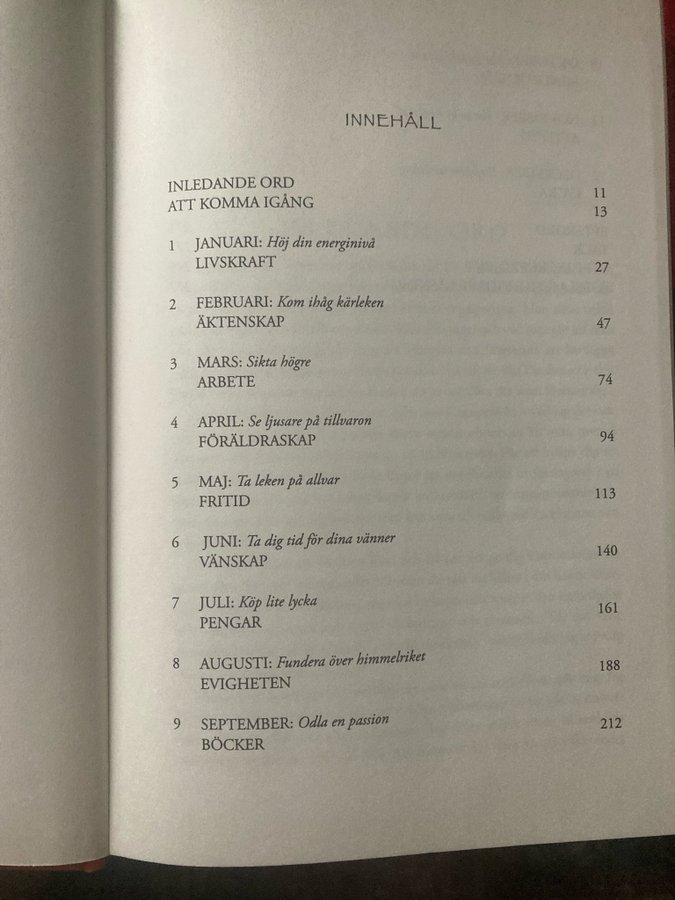 INNEHÅLL
INLEDANDE ORD 11
ATT KOMMA IGÅNG 13
1 JANUARI: Höj din energinivå
LIVSKRAFT 27
2 FEBRUARI: Kom ihåg kärleken
ÄKTENSKAP 47
3 MARS: Sikta högre
ARBETE 74
4 APRIL: Se ljusare på tillvaron
FÖRÄLDRASKAP 94
5 MAJ: Ta leken på allvar
FRITID 113
6 JUNI: Ta dig tid för dina vänner
VÄNSKAP 140
7 JULI: Köp lite lycka
PENGAR 161
8 AUGUSTI: Fundera över himmelriket
EVIGHETEN 188
9 SEPTEMBER: Odla en passion
BÖCKER 212